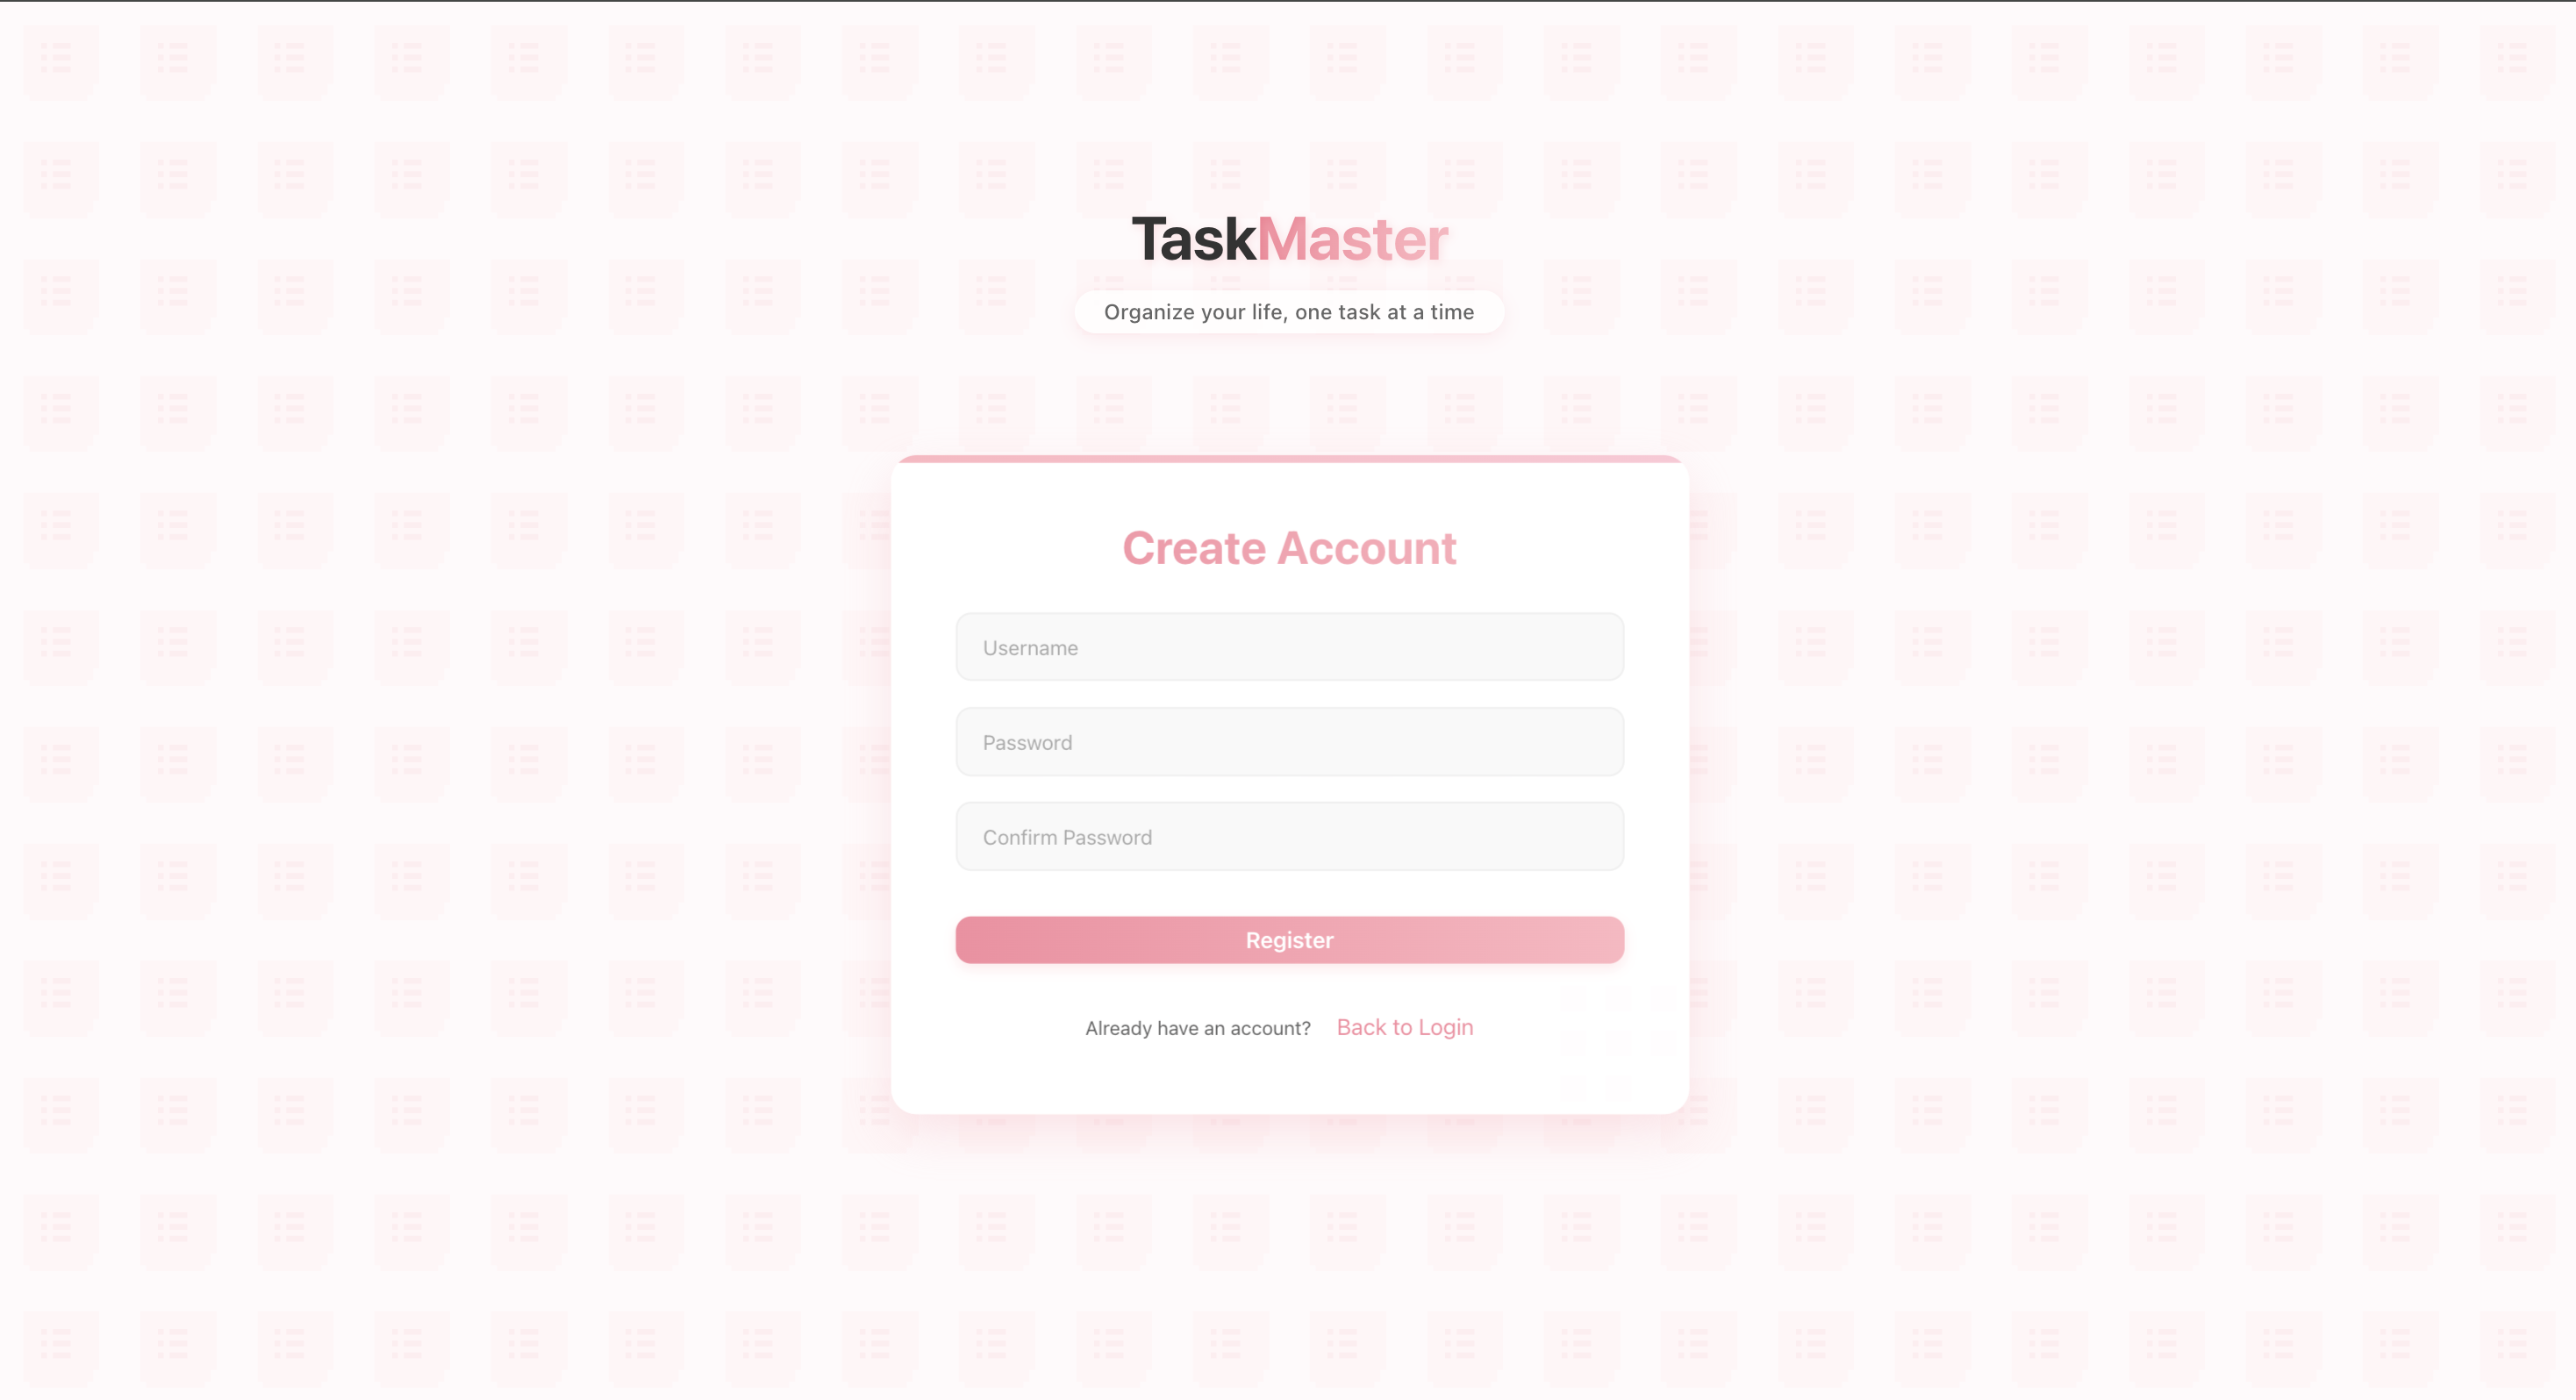 TaskMaster
Organize your life, one task at a time
Create Account
Username
Password
Confirm Password
Register
Already have an account? Back to Login